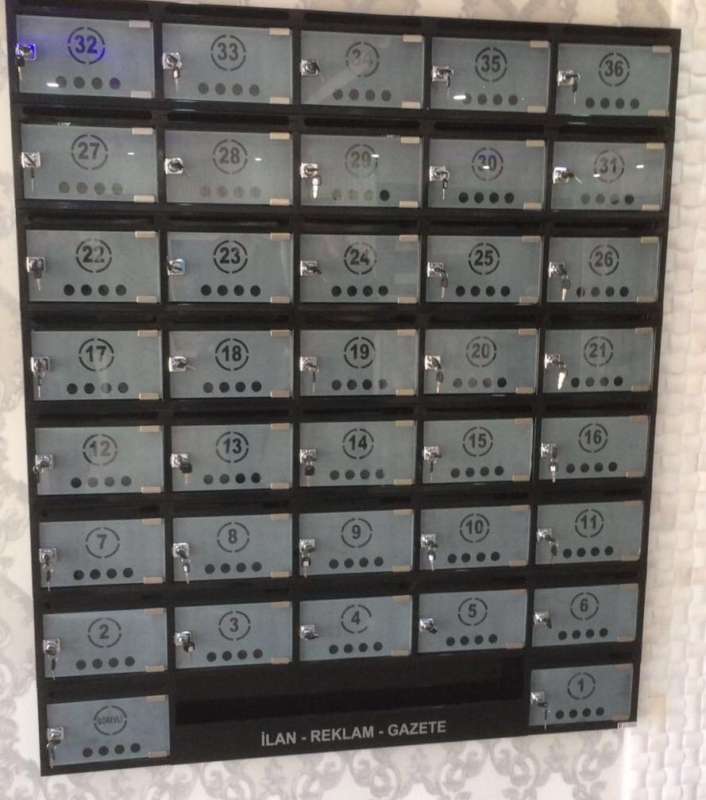 32 33 34 35 36
27 28 29 30 31
22 23 24 25 26
17 18 19 20 21
12 13 14 15 16
7 8 9 10 11
2 3 4 5 6
GÖREVLİ 1
İLAN - REKLAM - GAZETE